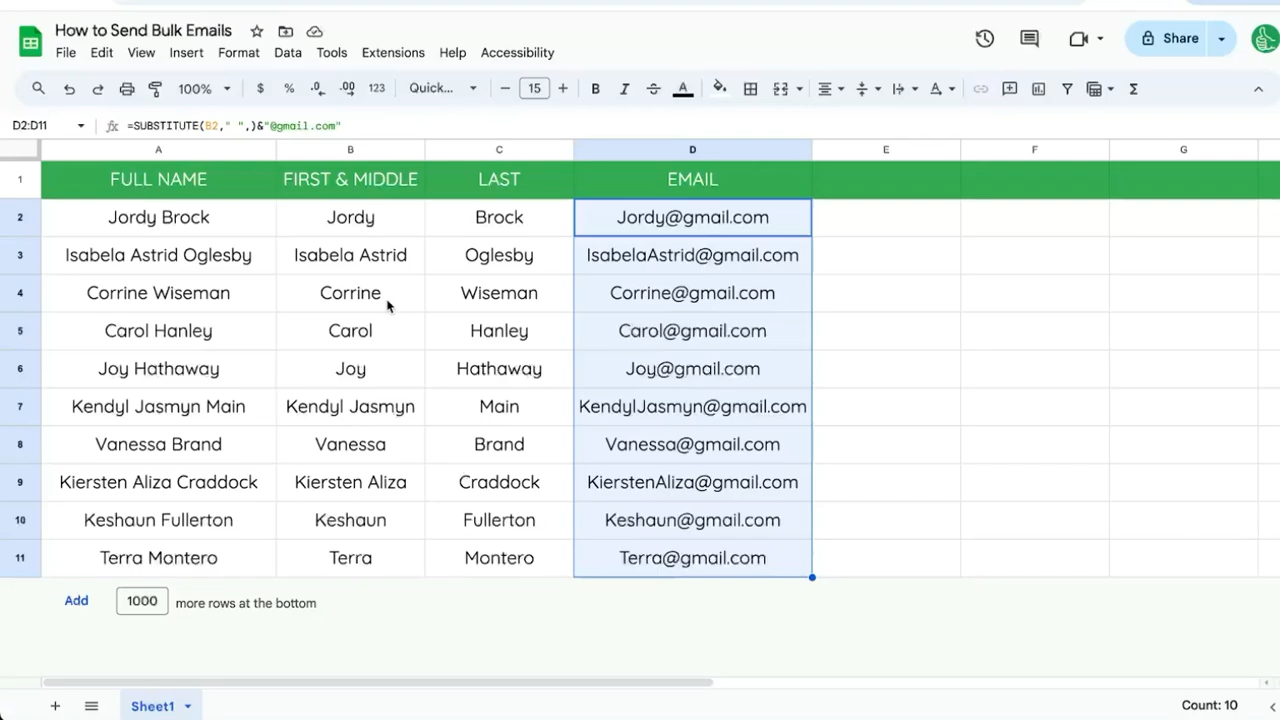 How to Send Bulk Emails
File Edit View Insert Format Data Tools Extensions Help Accessibility
Share
100% $ % .0 .00 123 Quick... − 15 + B I A A Σ
D2:D11 fx =SUBSTITUTE(B2," ",)&"@gmail.com"
A B C D E F G
1 FULL NAME FIRST & MIDDLE LAST EMAIL
2 Jordy Brock Jordy Brock Jordy@gmail.com
3 Isabela Astrid Oglesby Isabela Astrid Oglesby IsabelaAstrid@gmail.com
4 Corrine Wiseman Corrine Wiseman Corrine@gmail.com
5 Carol Hanley Carol Hanley Carol@gmail.com
6 Joy Hathaway Joy Hathaway Joy@gmail.com
7 Kendyl Jasmyn Main Kendyl Jasmyn Main KendylJasmyn@gmail.com
8 Vanessa Brand Vanessa Brand Vanessa@gmail.com
9 Kiersten Aliza Craddock Kiersten Aliza Craddock KierstenAliza@gmail.com
10 Keshaun Fullerton Keshaun Fullerton Keshaun@gmail.com
11 Terra Montero Terra Montero Terra@gmail.com
Add 1000 more rows at the bottom
Sheet1 Count: 10